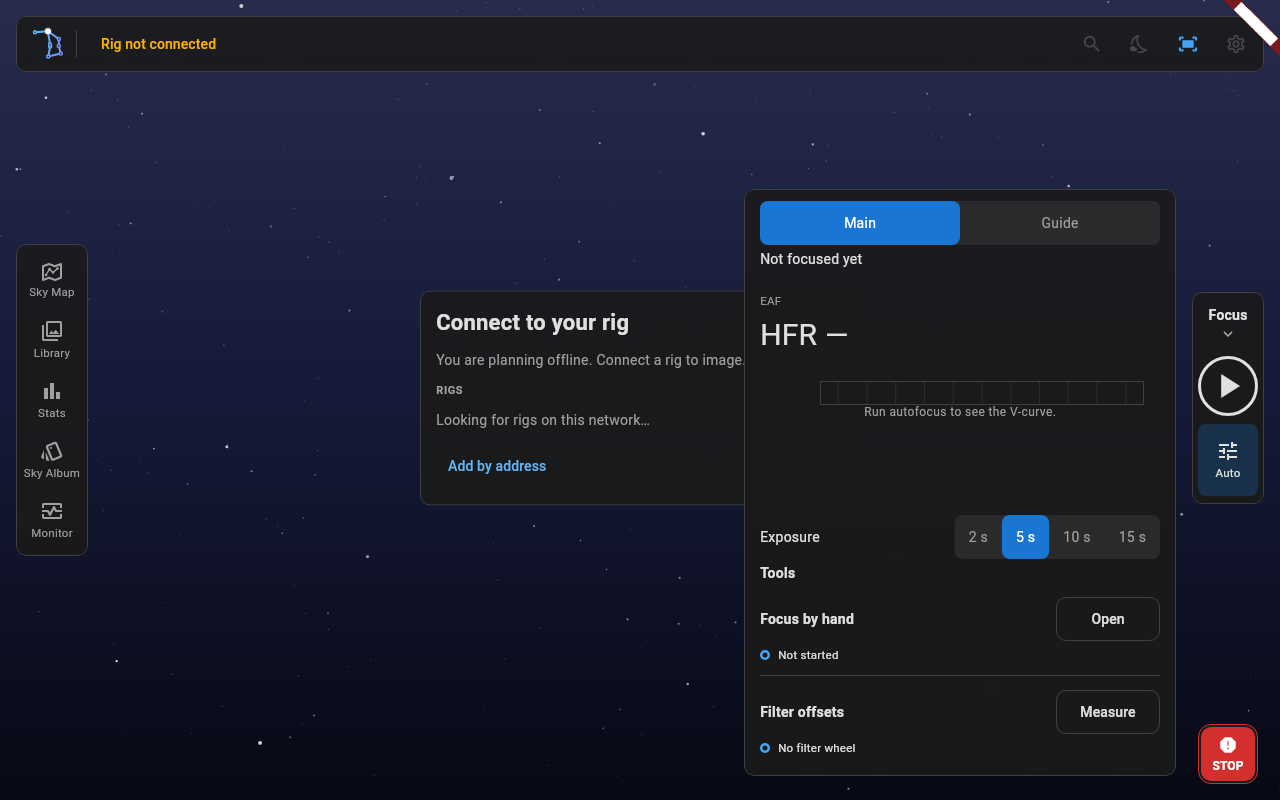 Rig not connected
Sky Map
Library
Stats
Sky Album
Monitor
Connect to your rig
You are planning offline. Connect a rig to image.
RIGS
Looking for rigs on this network…
Add by address
Main
Guide
Not focused yet
EAF
HFR —
Run autofocus to see the V-curve.
Exposure
2 s
5 s
10 s
15 s
Tools
Focus by hand
Open
Not started
Filter offsets
Measure
No filter wheel
Focus
Auto
STOP